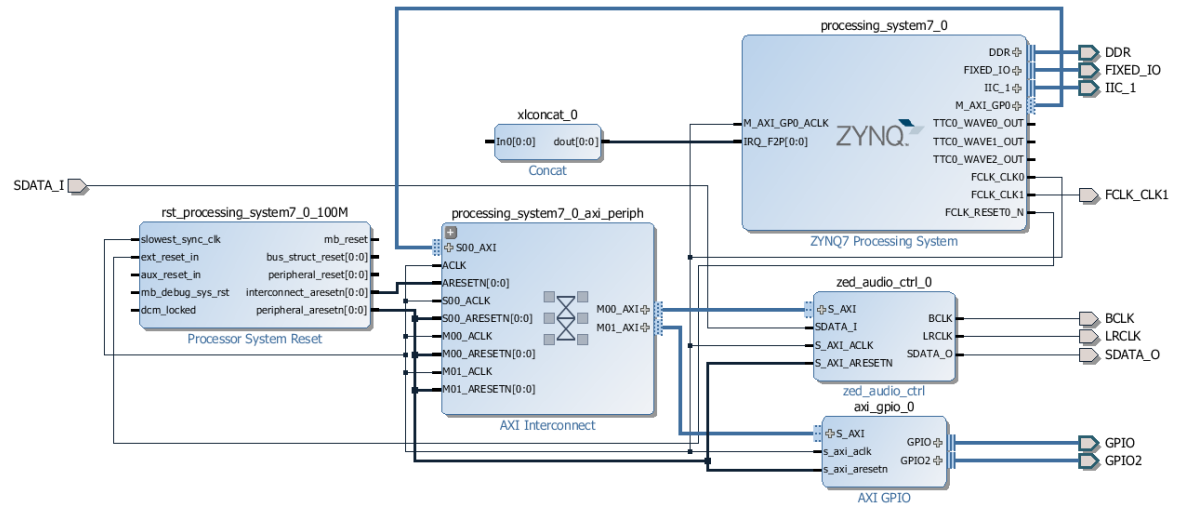 processing_system7_0
DDR
FIXED_IO
IIC_1
M_AXI_GP0
TTC0_WAVE0_OUT
TTC0_WAVE1_OUT
TTC0_WAVE2_OUT
FCLK_CLK0
FCLK_CLK1
FCLK_RESET0_N
M_AXI_GP0_ACLK
IRQ_F2P[0:0]
ZYNQ
ZYNQ7 Processing System
DDR
FIXED_IO
IIC_1
FCLK_CLK1
xlconcat_0
In0[0:0] dout[0:0]
Concat
SDATA_I
rst_processing_system7_0_100M
slowest_sync_clk mb_reset
ext_reset_in bus_struct_reset[0:0]
aux_reset_in peripheral_reset[0:0]
mb_debug_sys_rst interconnect_aresetn[0:0]
dcm_locked peripheral_aresetn[0:0]
Processor System Reset
processing_system7_0_axi_periph
S00_AXI
ACLK
ARESETN[0:0]
S00_ACLK
S00_ARESETN[0:0]
M00_ACLK
M00_ARESETN[0:0]
M01_ACLK
M01_ARESETN[0:0]
M00_AXI
M01_AXI
AXI Interconnect
zed_audio_ctrl_0
S_AXI
SDATA_I
S_AXI_ACLK
S_AXI_ARESETN
BCLK
LRCLK
SDATA_O
zed_audio_ctrl
BCLK
LRCLK
SDATA_O
axi_gpio_0
S_AXI
s_axi_aclk
s_axi_aresetn
GPIO
GPIO2
AXI GPIO
GPIO
GPIO2